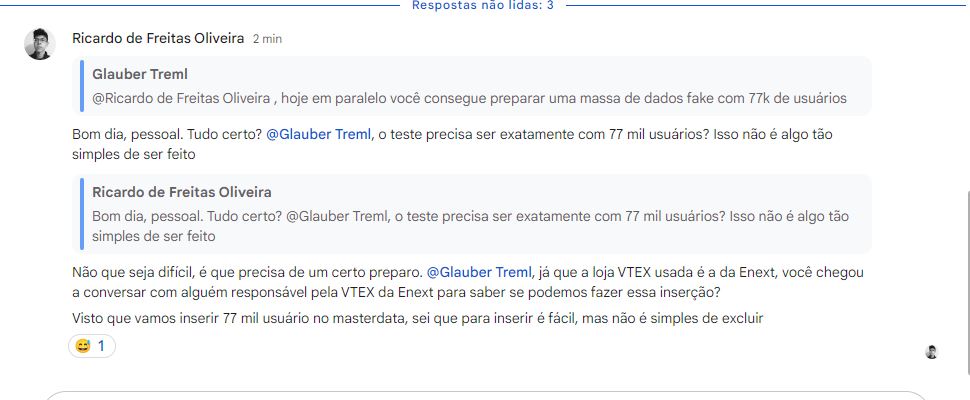 Respostas não lidas: 3
Ricardo de Freitas Oliveira 2 min
Glauber Treml
@Ricardo de Freitas Oliveira , hoje em paralelo você consegue preparar uma massa de dados fake com 77k de usuários
Bom dia, pessoal. Tudo certo? @Glauber Treml, o teste precisa ser exatamente com 77 mil usuários? Isso não é algo tão
simples de ser feito
Ricardo de Freitas Oliveira
Bom dia, pessoal. Tudo certo? @Glauber Treml, o teste precisa ser exatamente com 77 mil usuários? Isso não é algo tão
simples de ser feito
Não que seja difícil, é que precisa de um certo preparo. @Glauber Treml, já que a loja VTEX usada é a da Enext, você chegou
a conversar com alguém responsável pela VTEX da Enext para saber se podemos fazer essa inserção?
Visto que vamos inserir 77 mil usuário no masterdata, sei que para inserir é fácil, mas não é simples de excluir
😅 1